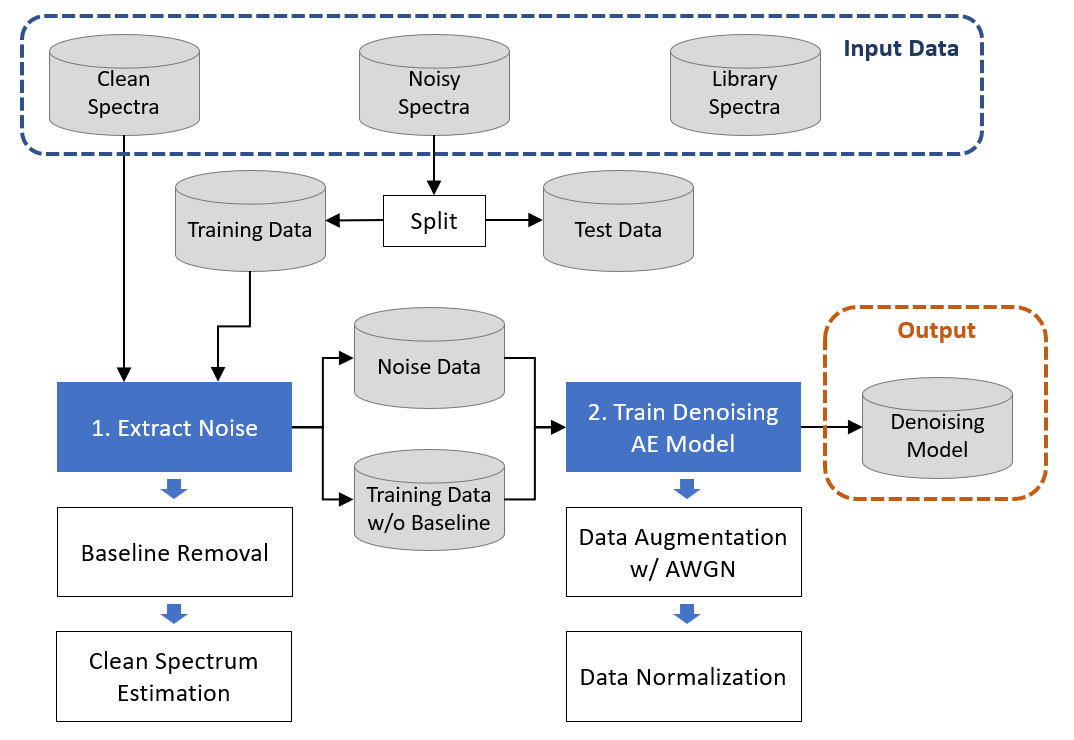 Input Data
Clean
Spectra
Noisy
Spectra
Library
Spectra
Training Data
Split
Test Data
Noise Data
Output
1. Extract Noise
2. Train Denoising
AE Model
Denoising
Model
Training Data
w/o Baseline
Baseline Removal
Data Augmentation
w/ AWGN
Clean Spectrum
Estimation
Data Normalization